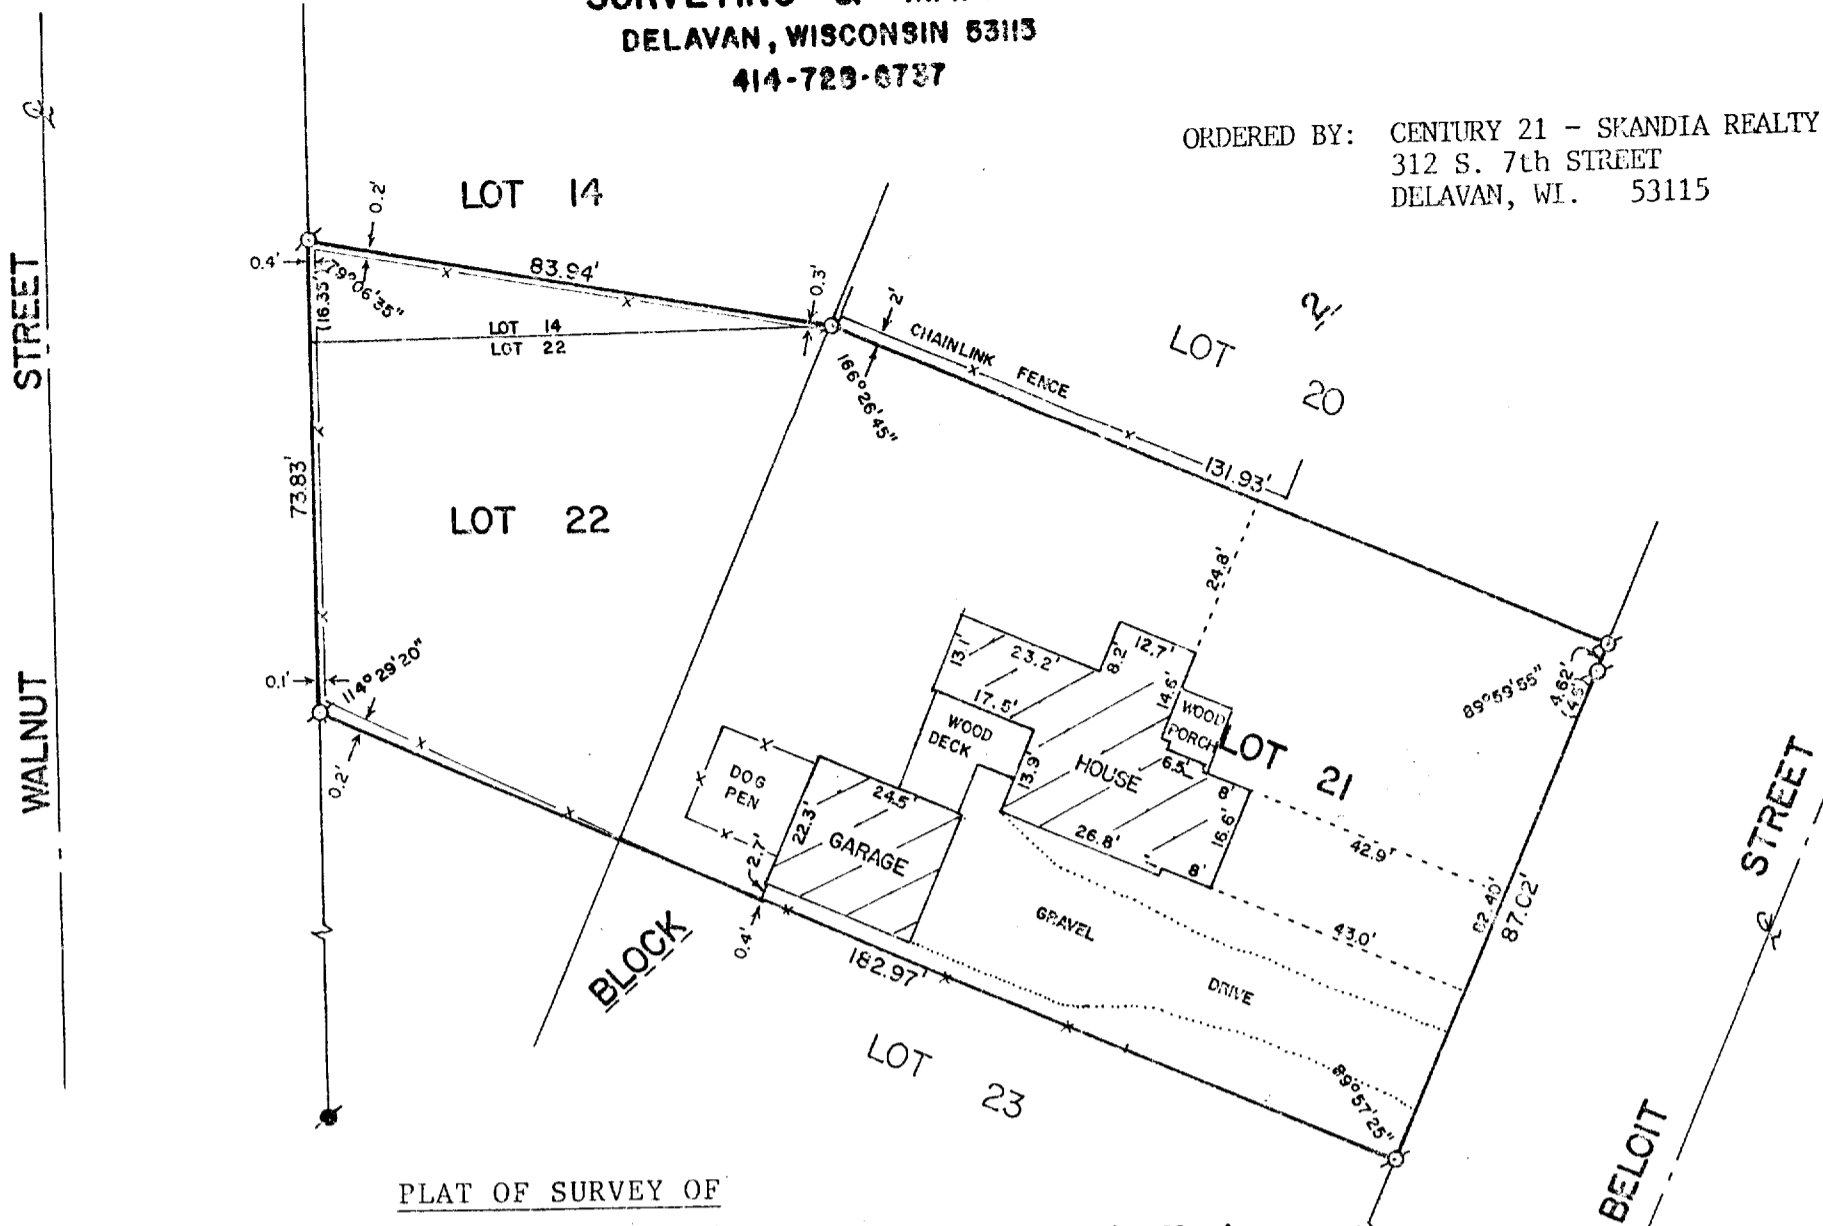 SURVEYING &
DELAVAN, WISCONSIN 53115
414-728-8737
ORDERED BY: CENTURY 21 - SKANDIA REALTY
312 S. 7th STREET
DELAVAN, WI. 53115
LOT 14
0.2'
0.4'
83.94'
79°06'35"
(16.35')
0.3'
LOT 14
LOT 22
2'
CHAINLINK FENCE
166°26'45"
2'
LOT 20
131.93'
WALNUT STREET
73.83'
LOT 22
24.8'
12.7'
8.2'
23.2'
13.1'
14.6'
17.5'
WOOD DECK
WOOD PORCH
LOT 21
HOUSE
6.5'
8'
13.9'
16.6'
26.8'
1'
8'
89°59'55"
4.62'
(4.5')
0.1'
114°29'20"
0.2'
DOG PEN
24.5'
22.3'
GARAGE
2.7'
0.4'
42.9'
43.0'
82.40'
87.02'
BLOCK
182.97'
GRAVEL DRIVE
LOT 23
89°57'25"
BELOIT STREET
PLAT OF SURVEY OF